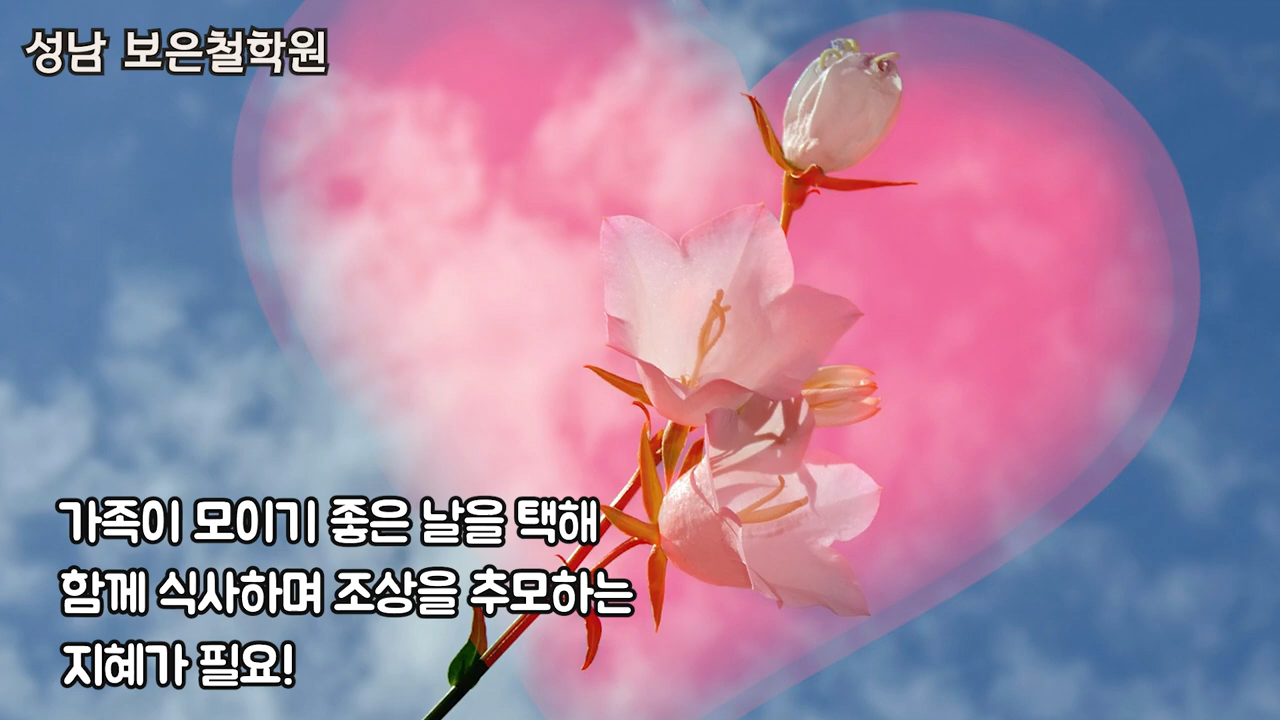 성남 보은철학원
가족이 모이기 좋은 날을 택해
함께 식사하며 조상을 추모하는
지혜가 필요!